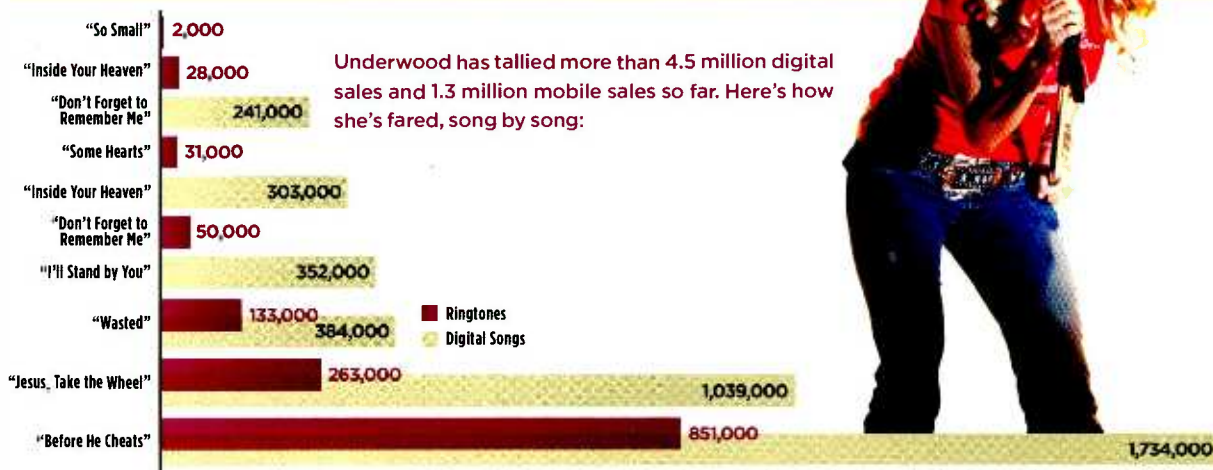 “So Small”
2,000
“Inside Your Heaven”
28,000
Underwood has tallied more than 4.5 million digital
sales and 1.3 million mobile sales so far. Here’s how
she’s fared, song by song:
“Don’t Forget to
Remember Me”
241,000
“Some Hearts”
31,000
“Inside Your Heaven”
303,000
“Don’t Forget to
Remember Me”
50,000
“I’ll Stand by You”
352,000
“Wasted”
133,000
384,000
Ringtones
Digital Songs
“Jesus, Take the Wheel”
263,000
1,039,000
“Before He Cheats”
851,000
1,734,000